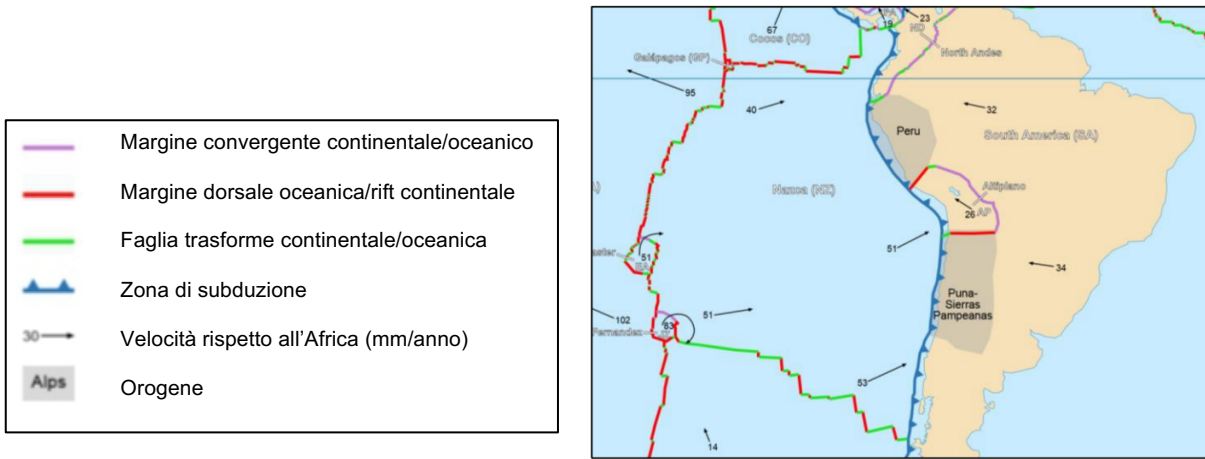 Margine convergente continentale/oceanico
Margine dorsale oceanica/rift continentale
Faglia trasforme continentale/oceanica
Zona di subduzione
30 Velocità rispetto all'Africa (mm/anno)
Alps Orogene
67
19
23
Cocos (CO)
ND
North Andes
Galápagos (GP)
95
40
32
Peru
South America (SA)
Nazca (NZ)
Altiplano
26 AP
51
51
EA
34
Puna-
Sierras
Pampeanas
102
51
83
Fernandez
53
14